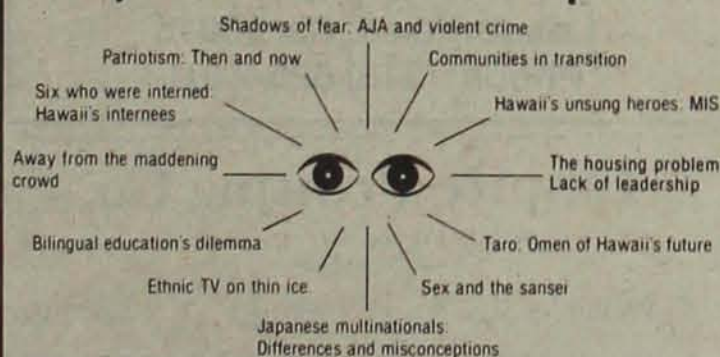 Shadows of fear: AJA and violent crime
Patriotism: Then and now
Communities in transition
Six who were interned:
Hawaii's internees
Hawaii's unsung heroes: MIS
Away from the maddening
crowd
The housing problem
Lack of leadership
Bilingual education's dilemma
Taro: Omen of Hawaii's future
Ethnic TV on thin ice
Sex and the sansei
Japanese multinationals:
Differences and misconceptions